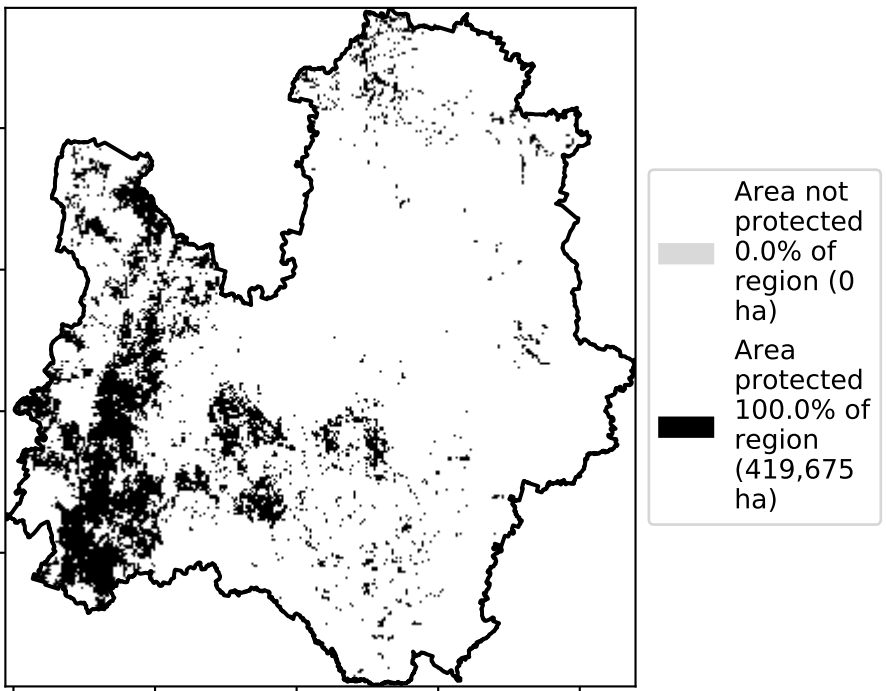 Area not
protected
0.0% of
region (0
ha)
Area
protected
100.0% of
region
(419,675
ha)